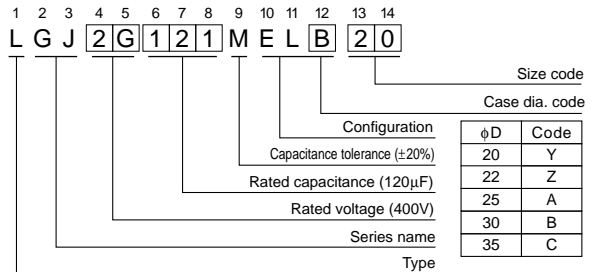 1 2 3 4 5 6 7 8 9 10 11 12 13 14
L G J 2 G 1 2 1 M E L B 2 0
Size code
Case dia. code
Configuration
Capacitance tolerance (±20%)
Rated capacitance (120μF)
Rated voltage (400V)
Series name
Type
ϕD Code
20 Y
22 Z
25 A
30 B
35 C